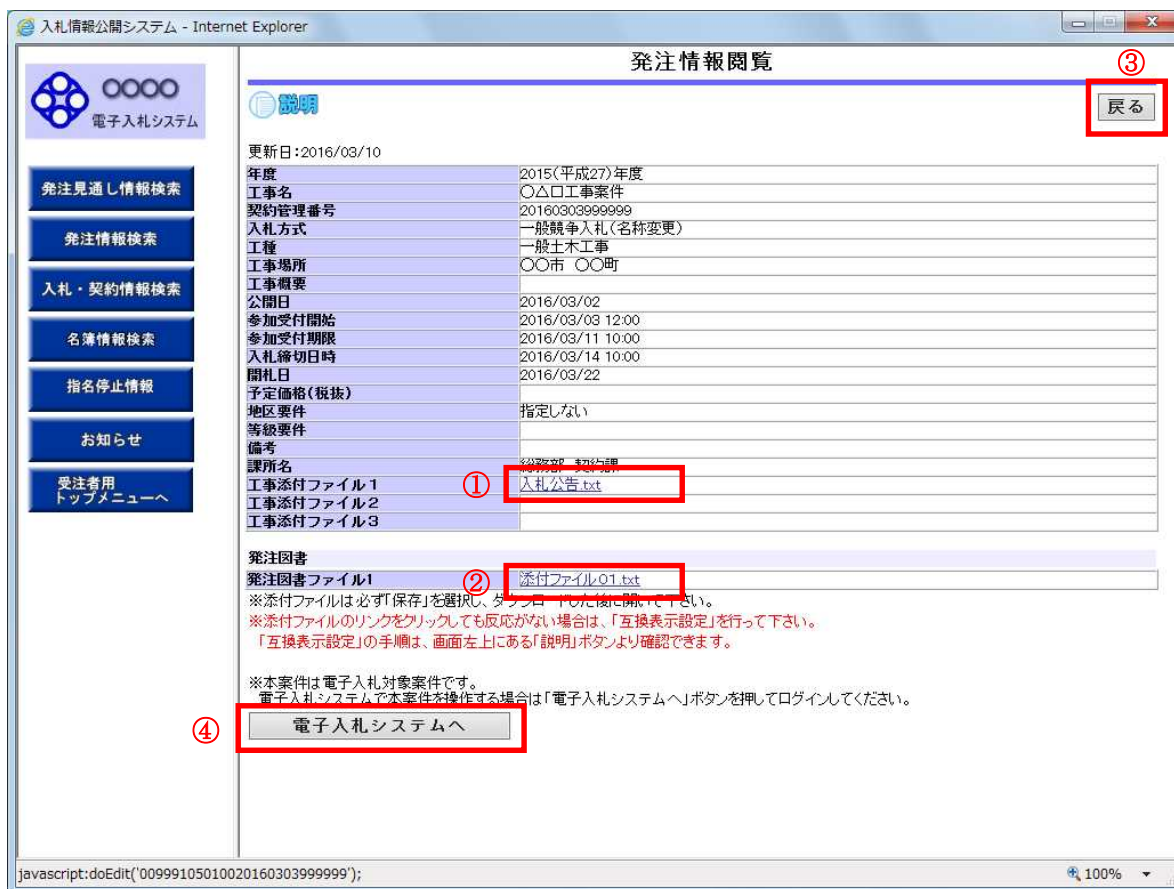 入札情報公開システム - Internet Explorer
○○○○
電子入札システム
発注見通し情報検索
発注情報検索
入札・契約情報検索
名簿情報検索
指名停止情報
お知らせ
受注者用
トップメニューへ
発注情報閲覧
③
説明
戻る
更新日:2016/03/10
年度 2015(平成27)年度
工事名 ○△口工事案件
契約管理番号 20160303999999
入札方式 一般競争入札(名称変更)
工種 一般土木工事
工事場所 ○○市 ○○町
工事概要
公開日 2016/03/02
参加受付開始 2016/03/03 12:00
参加受付期限 2016/03/11 10:00
入札締切日時 2016/03/14 10:00
開札日 2016/03/22
予定価格(税抜)
地区要件 指定しない
等級要件
備考
課所名 総務部 契約課
工事添付ファイル1 ① 入札公告.txt
工事添付ファイル2
工事添付ファイル3
発注図書
発注図書ファイル1 ② 添付ファイル01.txt
※添付ファイルは必ず「保存」を選択し、ダウンロードした後に開いて下さい。
※添付ファイルのリンクをクリックしても反応がない場合は、「互換表示設定」を行って下さい。
「互換表示設定」の手順は、画面左上にある「説明」ボタンより確認できます。
※本案件は電子入札対象案件です。
電子入札システムで本案件を操作する場合は「電子入札システムへ」ボタンを押してログインしてください。
④ 電子入札システムへ
javascript:doEdit('00999105010020160303999999');
100%